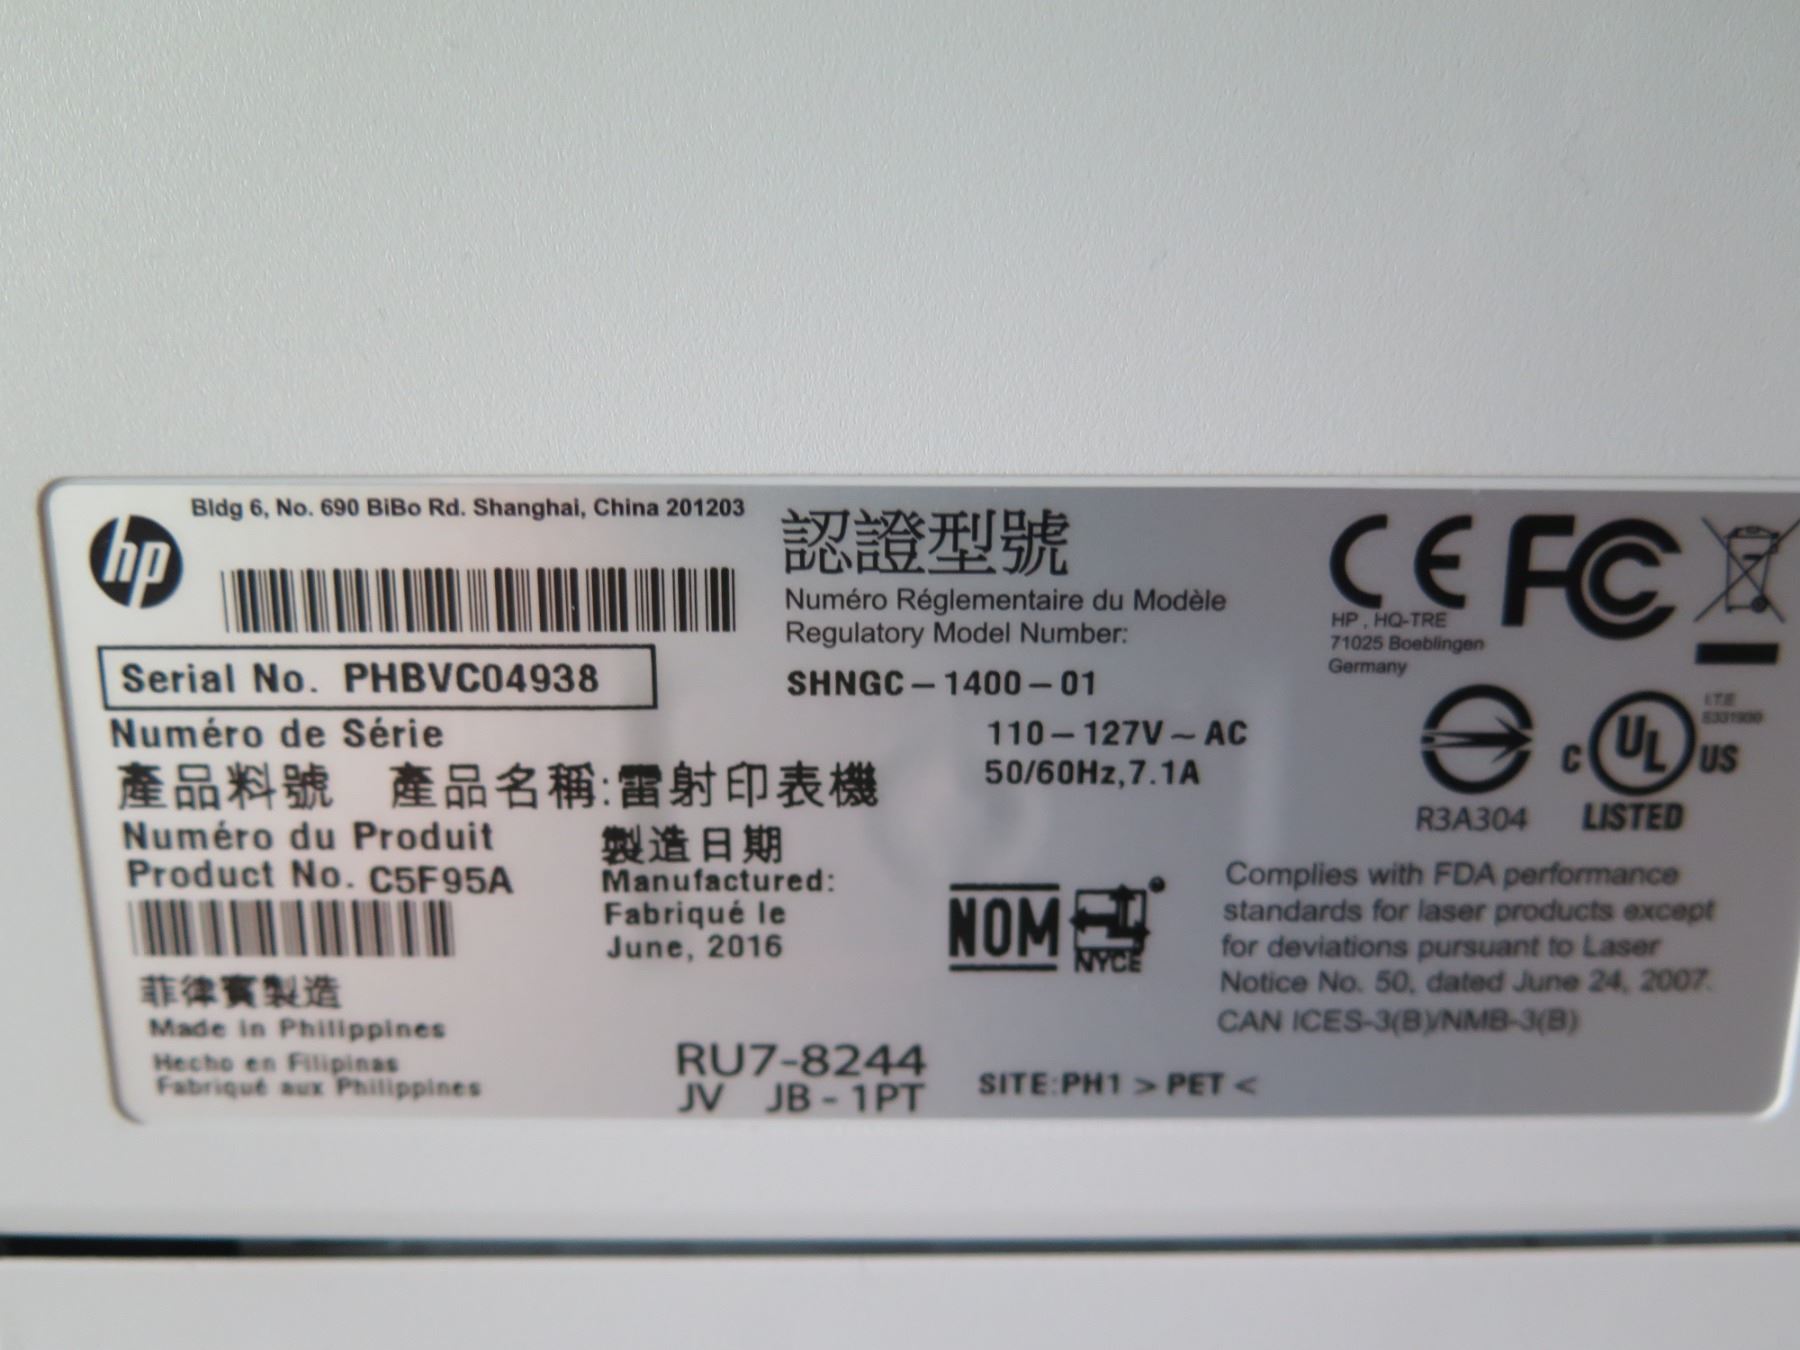 Bldg 6, No. 690 BiBo Rd. Shanghai, China 201203
hp
Serial No. PHBVC04938
Numéro de Série
產品料號 產品名稱:雷射印表機
Numéro du Produit
Product No. C5F95A
製造日期
Manufactured:
Fabriqué le
June, 2016
菲律賓製造
Made in Philippines
Hecho en Filipinas
Fabriqué aux Philippines
認證型號
Numéro Réglementaire du Modèle
Regulatory Model Number:
SHNGC-1400-01
110-127V~AC
50/60Hz,7.1A
NOM
NYCE
RU7-8244
JV JB-1PT
SITE:PH1 >PET<
CE FC
HP, HQ-TRE
71025 Boeblingen
Germany
R3A304
C UL US
LISTED
I.T.E
E331900
Complies with FDA performance
standards for laser products except
for deviations pursuant to Laser
Notice No. 50, dated June 24, 2007.
CAN ICES-3(B)/NMB-3(B)